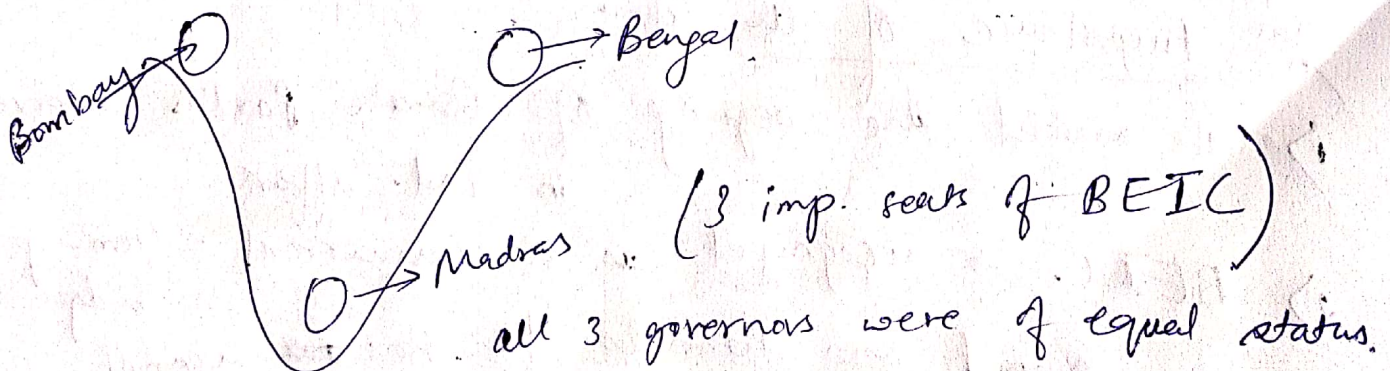 Bombay
Bengal.
Madras
(3 imp. seats of BEIC)
all 3 governors were of equal status.